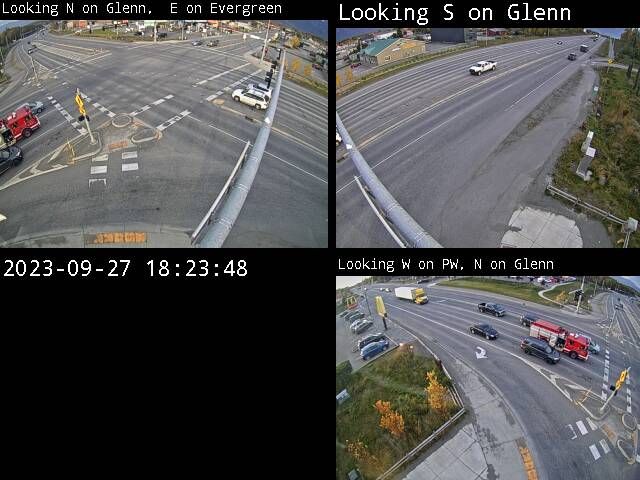 Looking N on Glenn, E on Evergreen
Looking S on Glenn
2023-09-27 18:23:48
Looking W on PW, N on Glenn